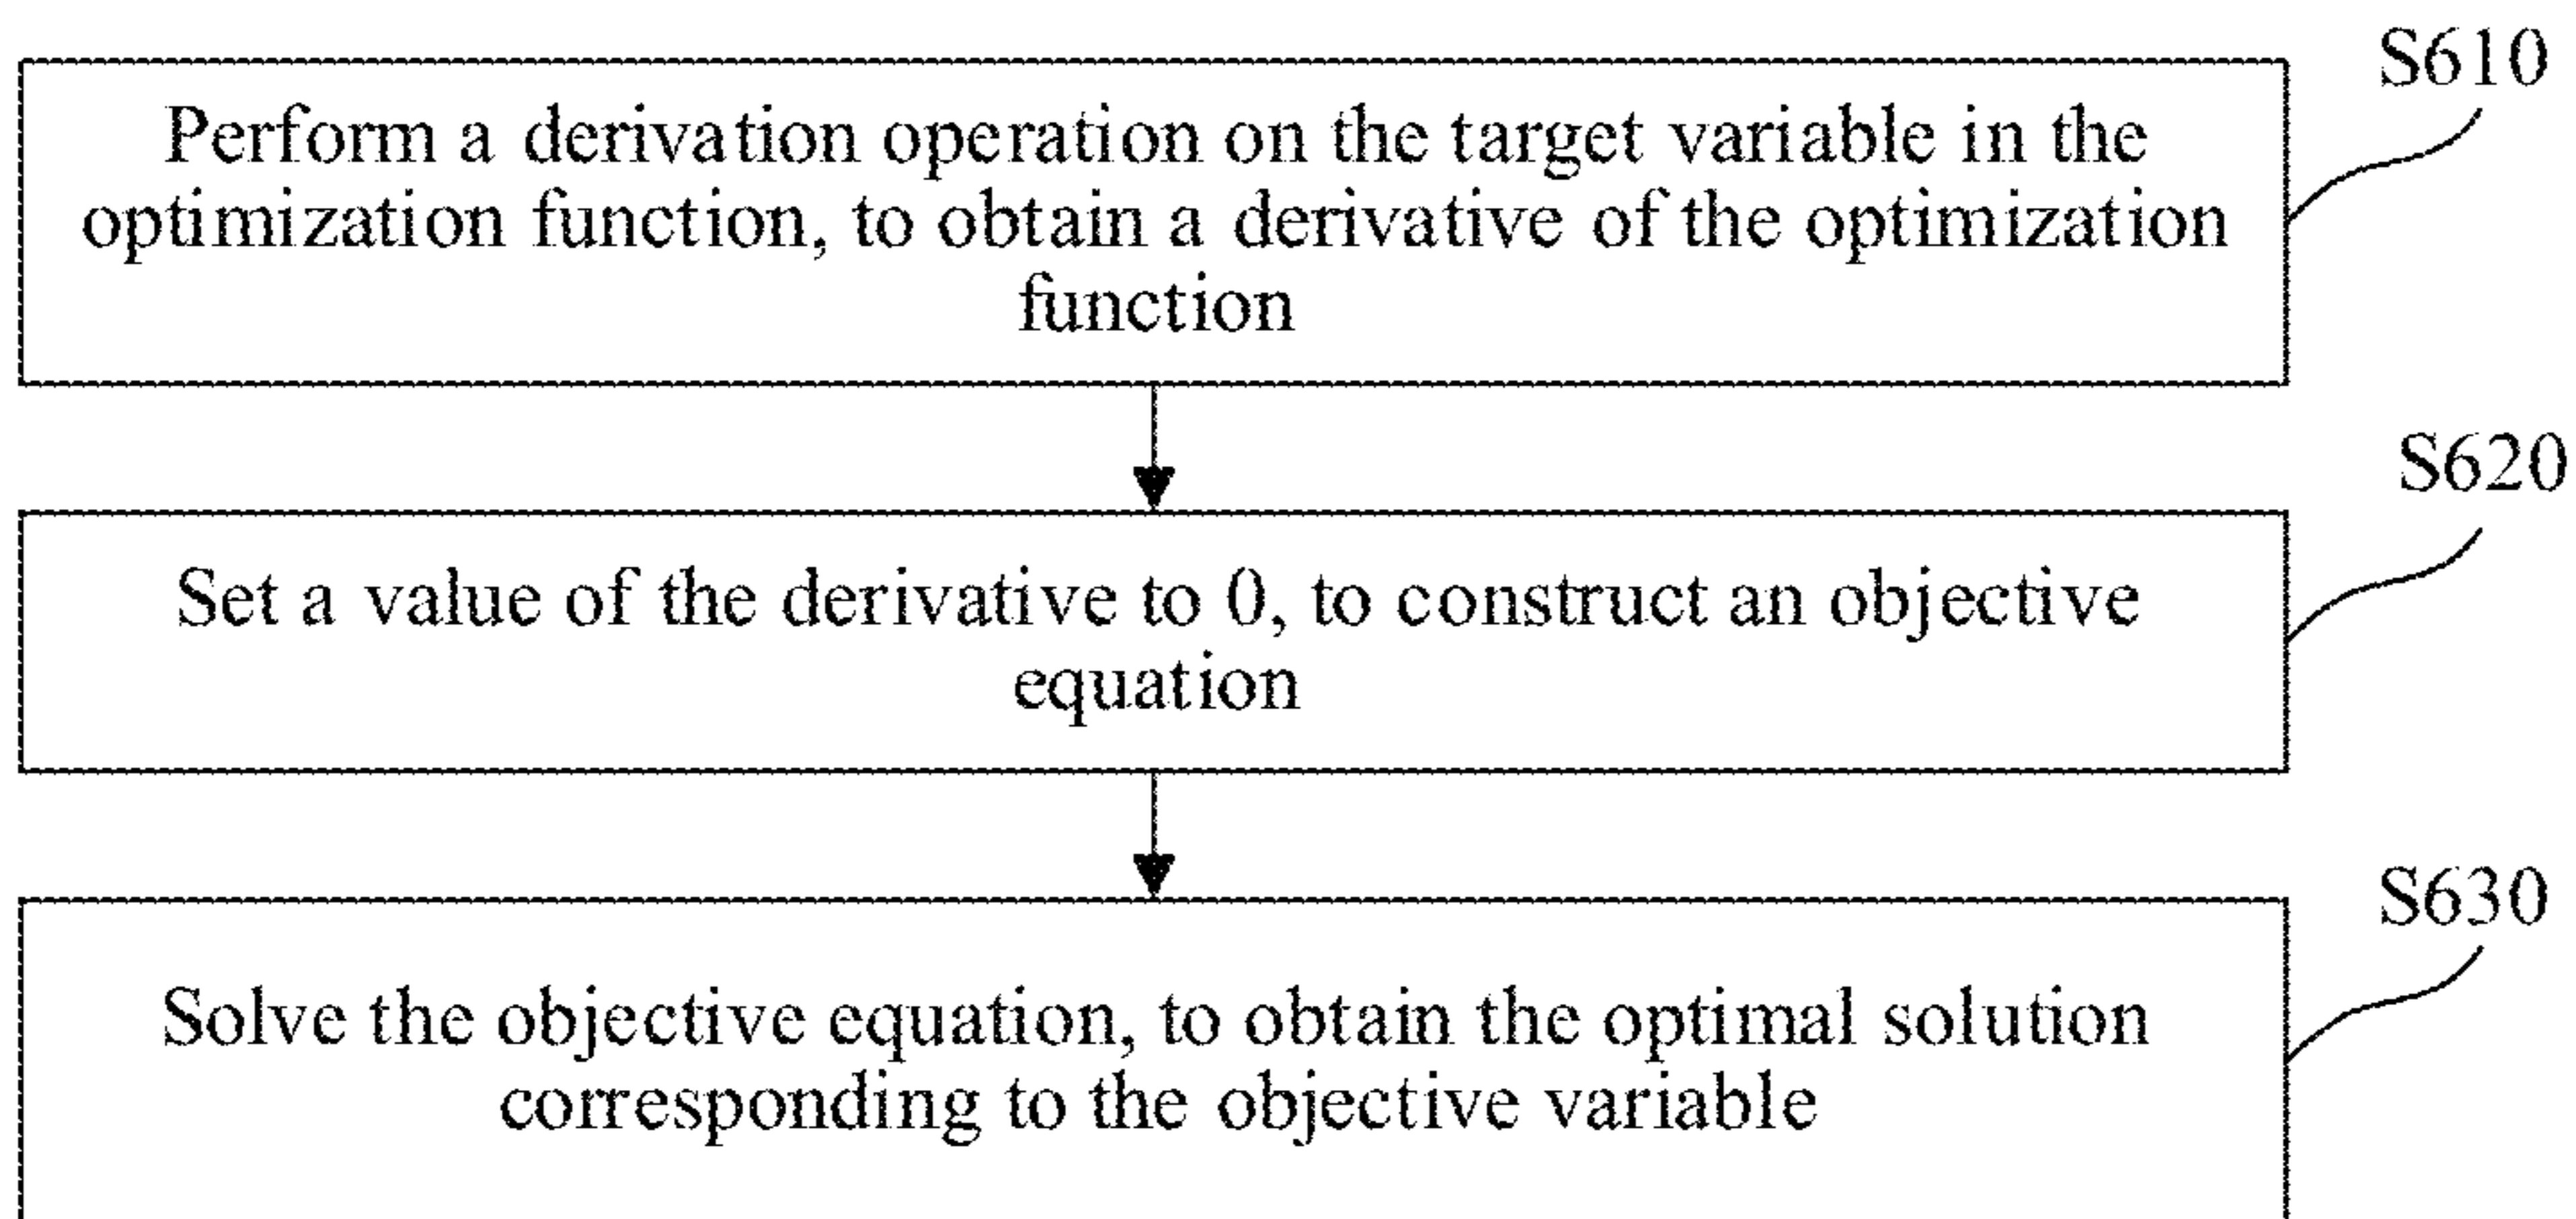 S610
Perform a derivation operation on the target variable in the
optimization function, to obtain a derivative of the optimization
function
S620
Set a value of the derivative to 0, to construct an objective
equation
S630
Solve the objective equation, to obtain the optimal solution
corresponding to the objective variable